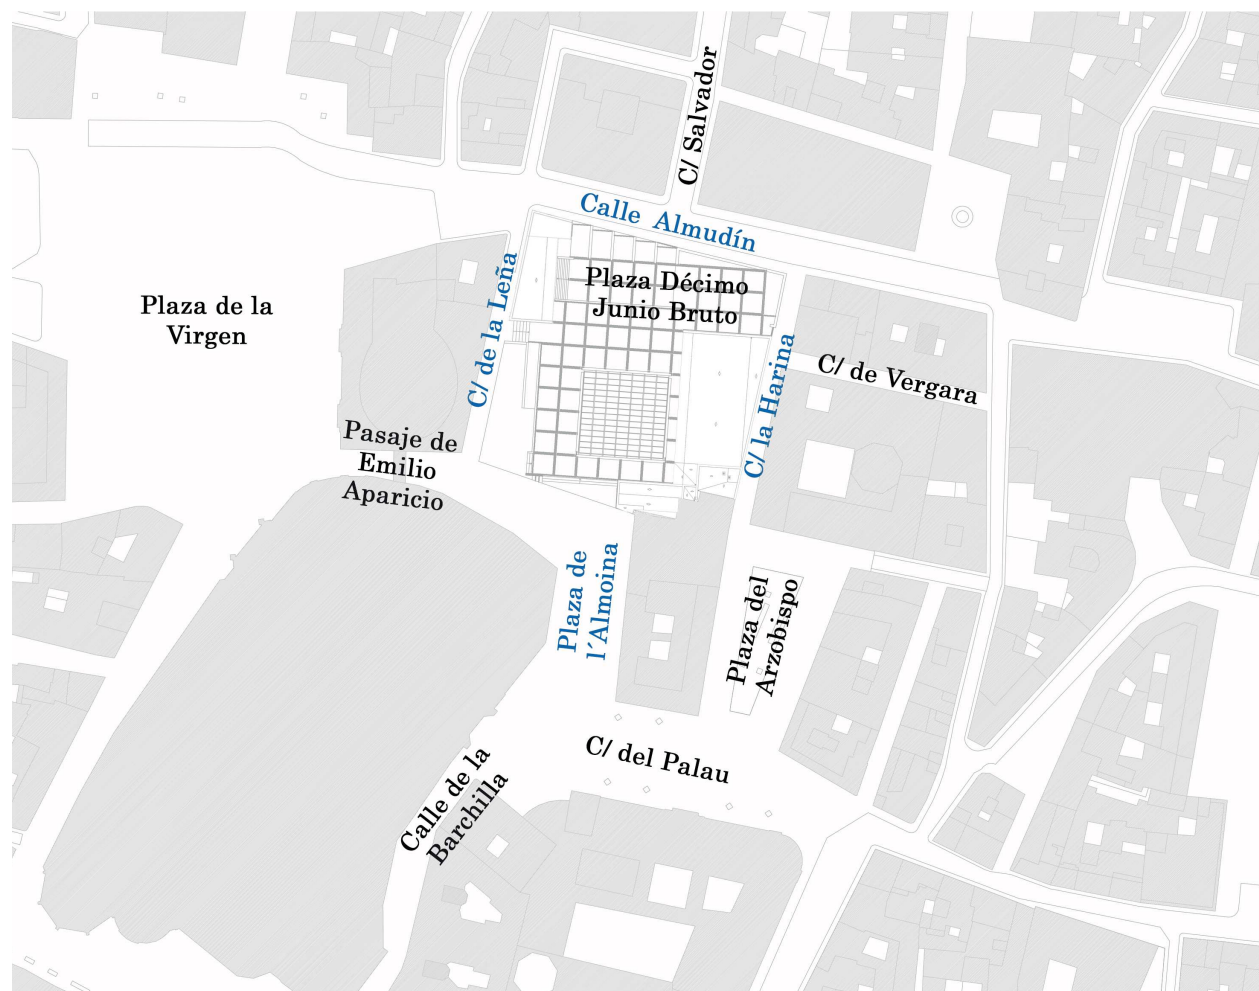 C/ Salvador
Calle Almudín
Plaza Décimo
Junio Bruto
C/ de la Leña
Plaza de la
Virgen
C/ la Harina
C/ de Vergara
Pasaje de
Emilio
Aparicio
Plaza de
l´Almoina
Plaza del
Arzobispo
C/ del Palau
Calle de la
Barchilla